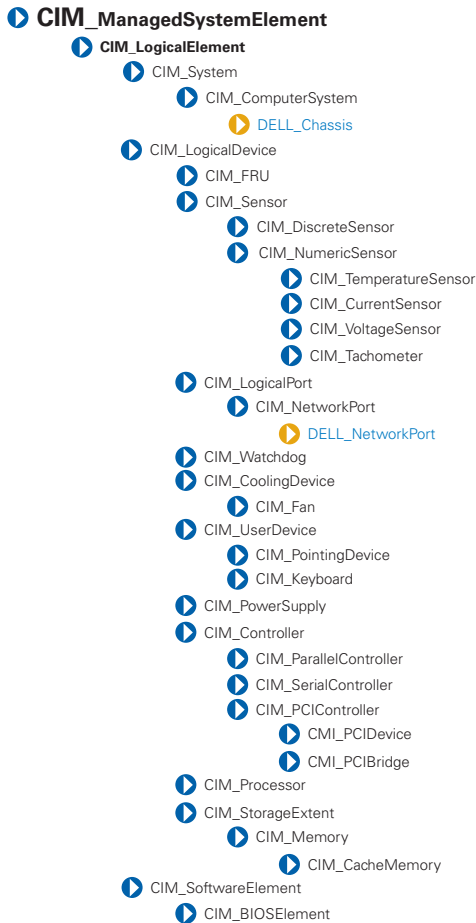 CIM_ManagedSystemElement
CIM_LogicalElement
CIM_System
CIM_ComputerSystem
DELL_Chassis
CIM_LogicalDevice
CIM_FRU
CIM_Sensor
CIM_DiscreteSensor
CIM_NumericSensor
CIM_TemperatureSensor
CIM_CurrentSensor
CIM_VoltageSensor
CIM_Tachometer
CIM_LogicalPort
CIM_NetworkPort
DELL_NetworkPort
CIM_Watchdog
CIM_CoolingDevice
CIM_Fan
CIM_UserDevice
CIM_PointingDevice
CIM_Keyboard
CIM_PowerSupply
CIM_Controller
CIM_ParallelController
CIM_SerialController
CIM_PCIController
CMI_PCIDevice
CMI_PCIBridge
CIM_Processor
CIM_StorageExtent
CIM_Memory
CIM_CacheMemory
CIM_SoftwareElement
CIM_BIOSElement